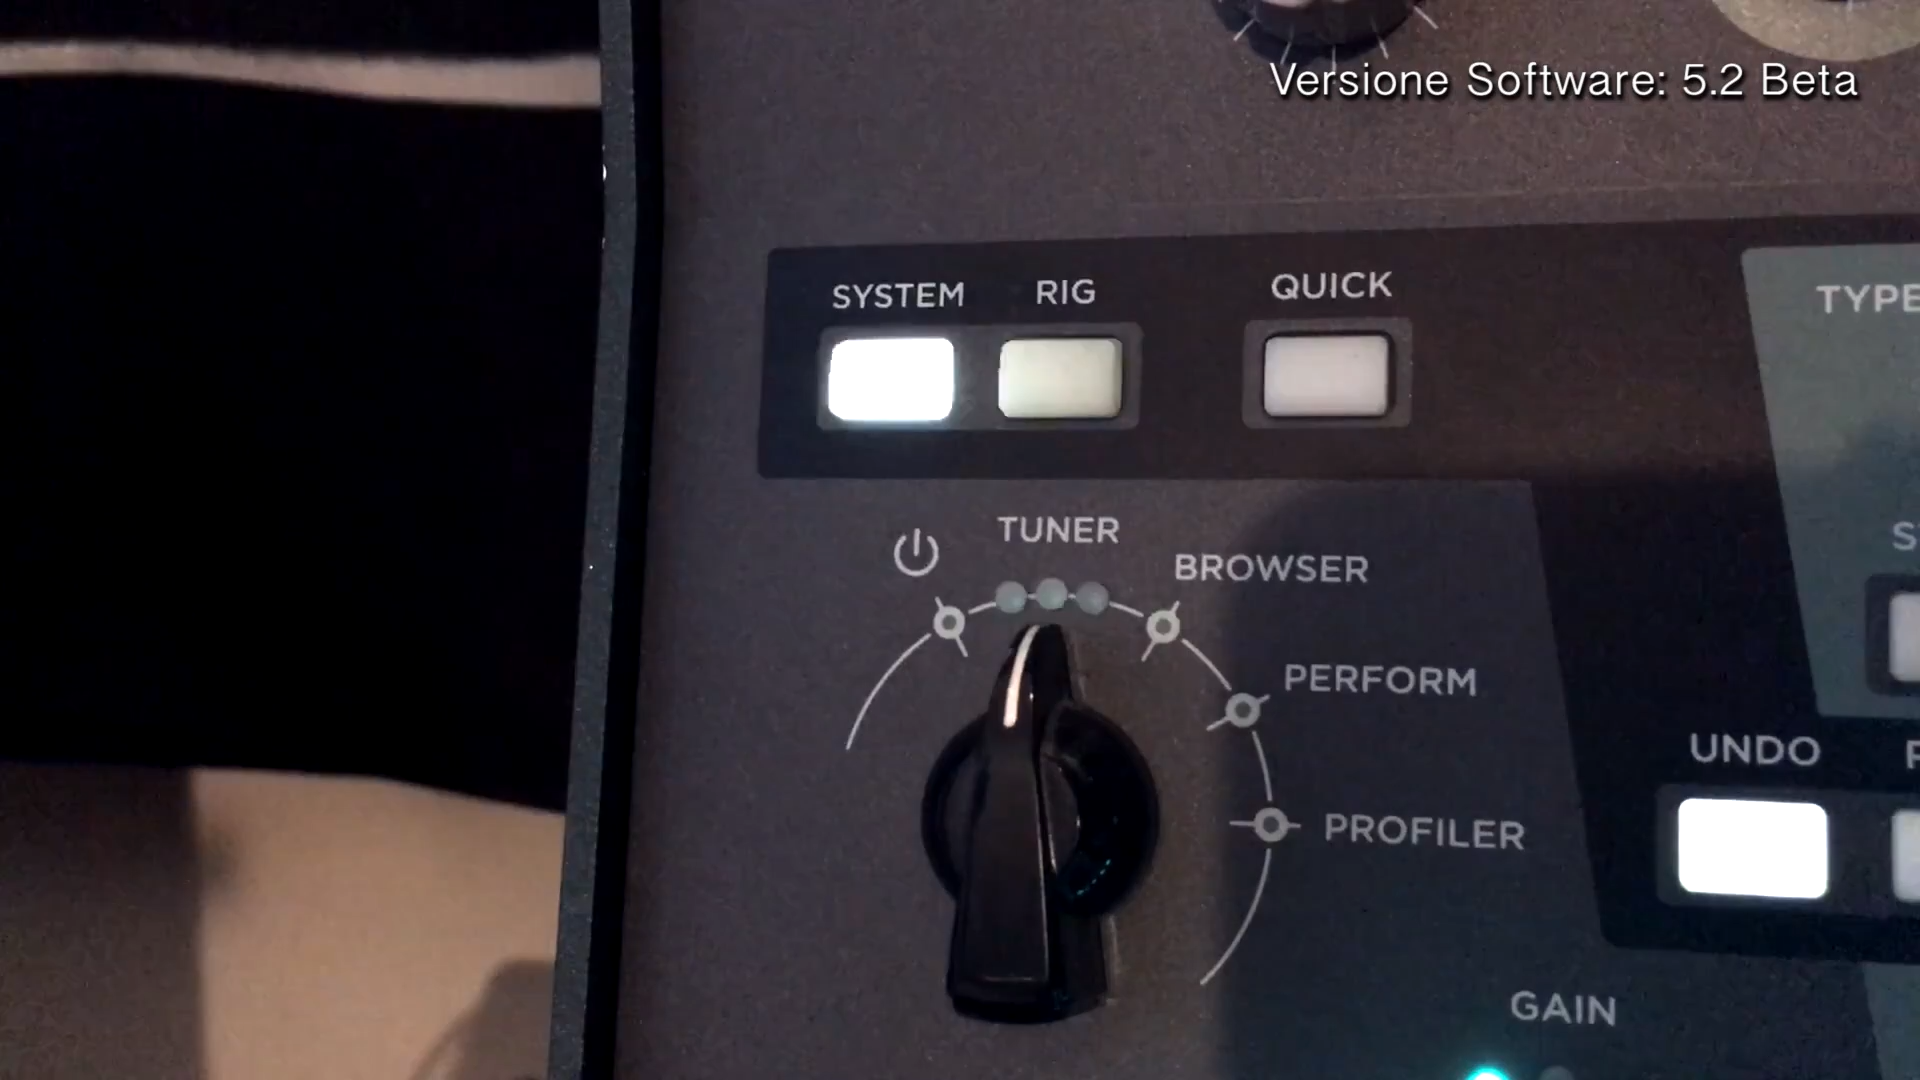 Versione Software: 5.2 Beta
SYSTEM
RIG
QUICK
TYPE
TUNER
BROWSER
PERFORM
UNDO
PROFILER
GAIN